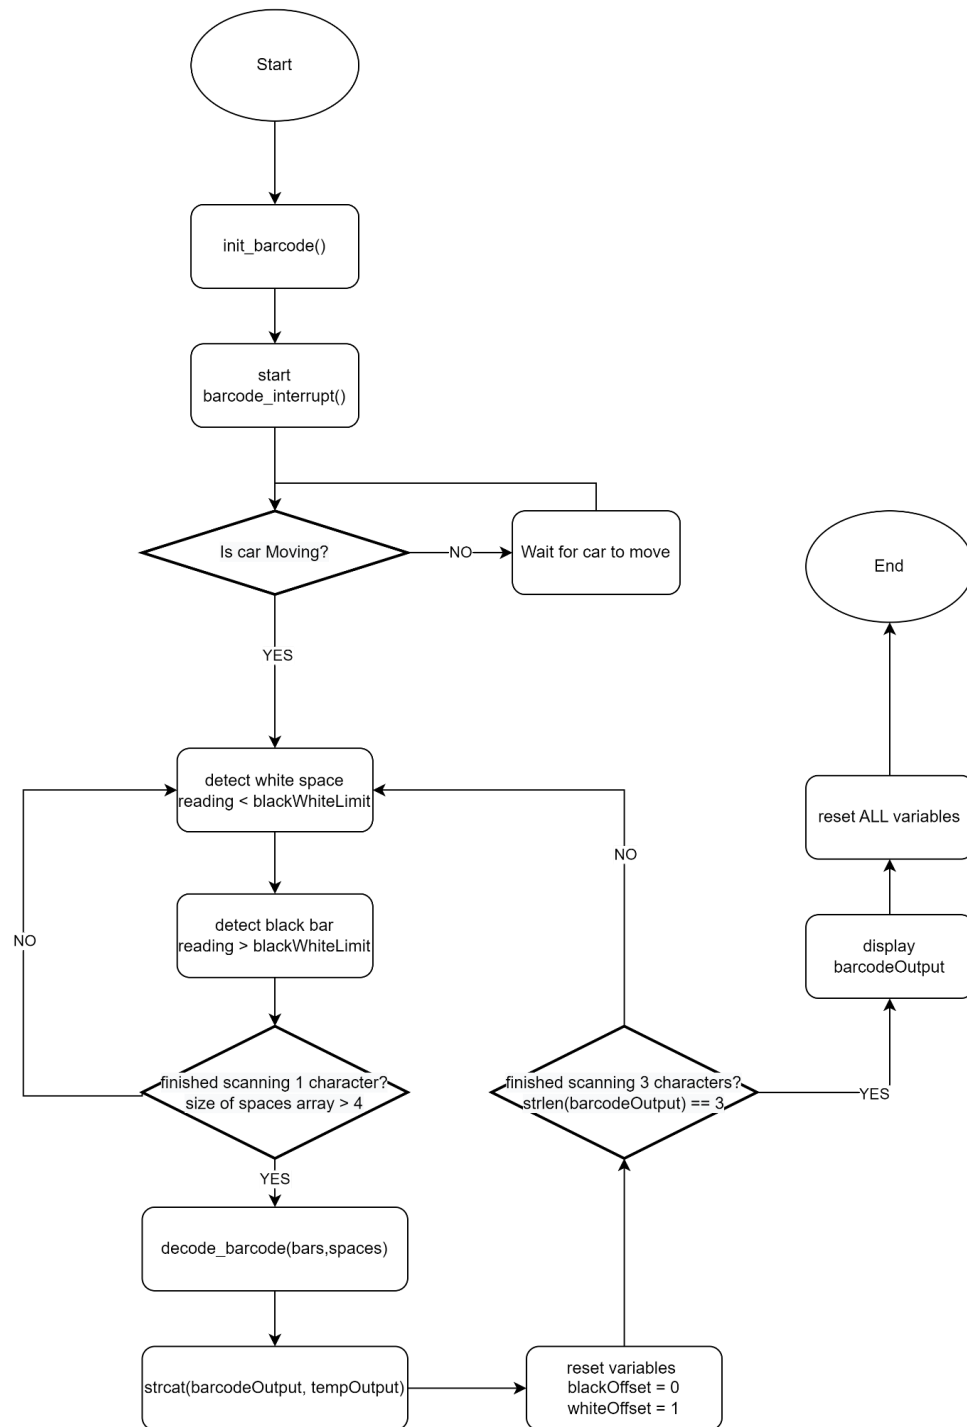 Start
init_barcode()
start
barcode_interrupt()
Is car Moving?
NO
Wait for car to move
YES
detect white space
reading < blackWhiteLimit
detect black bar
reading > blackWhiteLimit
NO
finished scanning 1 character?
size of spaces array > 4
YES
decode_barcode(bars,spaces)
strcat(barcodeOutput, tempOutput)
reset variables
blackOffset = 0
whiteOffset = 1
finished scanning 3 characters?
strlen(barcodeOutput) == 3
NO
YES
display
barcodeOutput
reset ALL variables
End